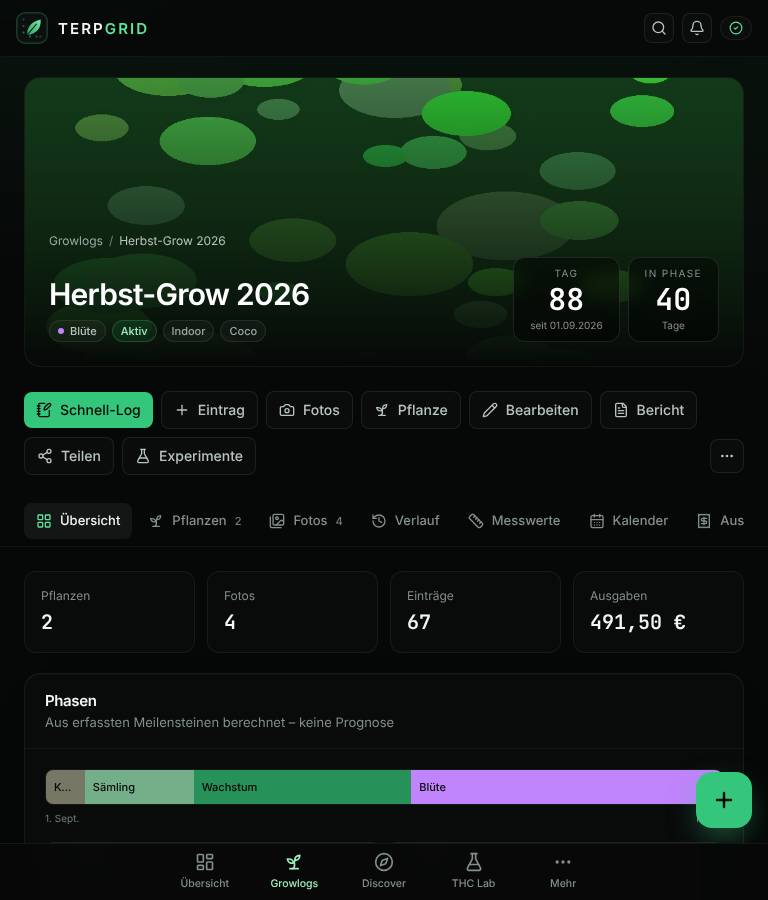 TERPGRID
Growlogs / Herbst-Grow 2026
Herbst-Grow 2026
Blüte Aktiv Indoor Coco
TAG
88
seit 01.09.2026
IN PHASE
40
Tage
Schnell-Log Eintrag Fotos Pflanze Bearbeiten Bericht
Teilen Experimente
Übersicht Pflanzen 2 Fotos 4 Verlauf Messwerte Kalender Aus
Pflanzen
2
Fotos
4
Einträge
67
Ausgaben
491,50 €
Phasen
Aus erfassten Meilensteinen berechnet – keine Prognose
K... Sämling Wachstum Blüte
1. Sept.
Übersicht Growlogs Discover THC Lab Mehr